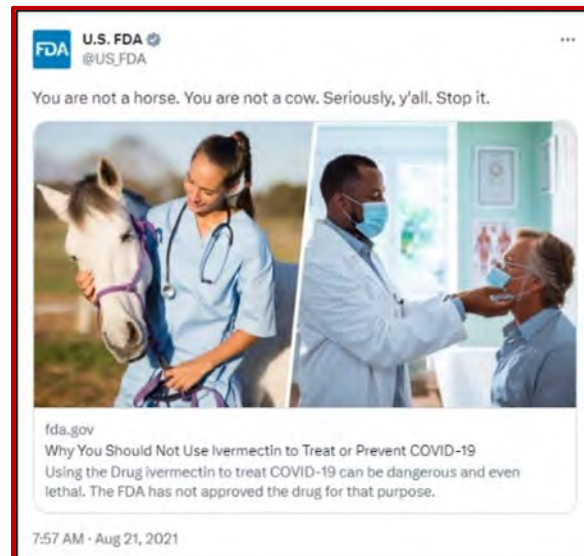 FDA
U.S. FDA
@US_FDA
You are not a horse. You are not a cow. Seriously, y'all. Stop it.
fda.gov
Why You Should Not Use Ivermectin to Treat or Prevent COVID-19
Using the Drug ivermectin to treat COVID-19 can be dangerous and even
lethal. The FDA has not approved the drug for that purpose.
7:57 AM · Aug 21, 2021